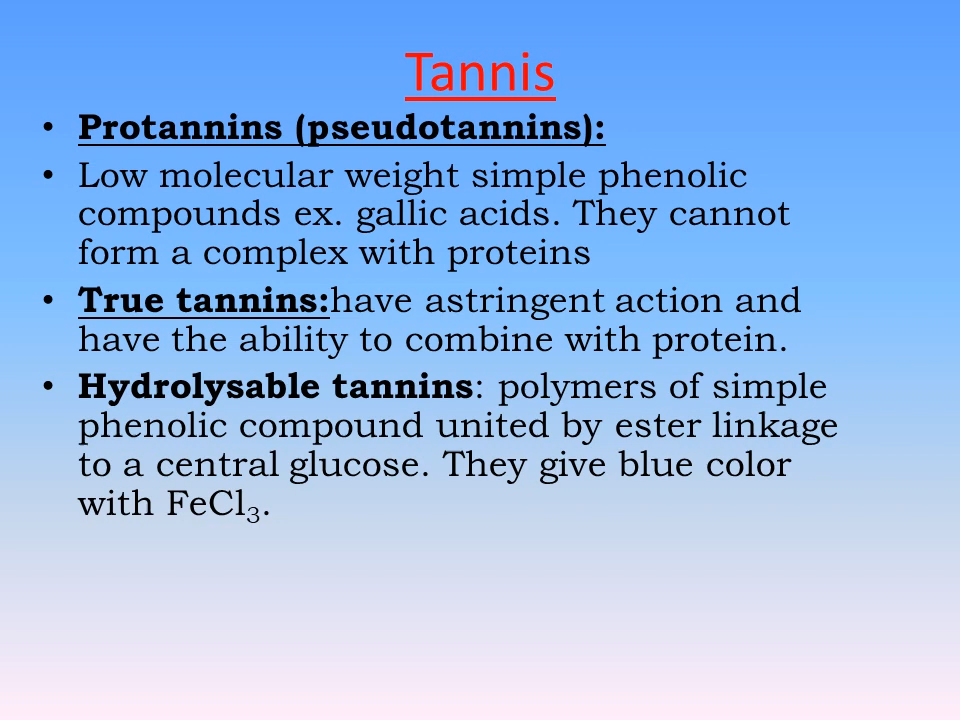 Tannis
• Protannins (pseudotannins):
• Low molecular weight simple phenolic
compounds ex. gallic acids. They cannot
form a complex with proteins
• True tannins:have astringent action and
have the ability to combine with protein.
• Hydrolysable tannins: polymers of simple
phenolic compound united by ester linkage
to a central glucose. They give blue color
with FeCl₃.